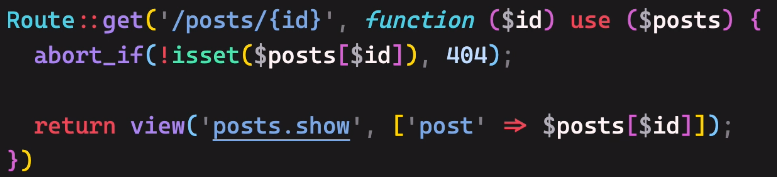 Route::get('/posts/{id}', function ($id) use ($posts) {
  abort_if(!isset($posts[$id]), 404);

  return view('posts.show', ['post' => $posts[$id]]);
})